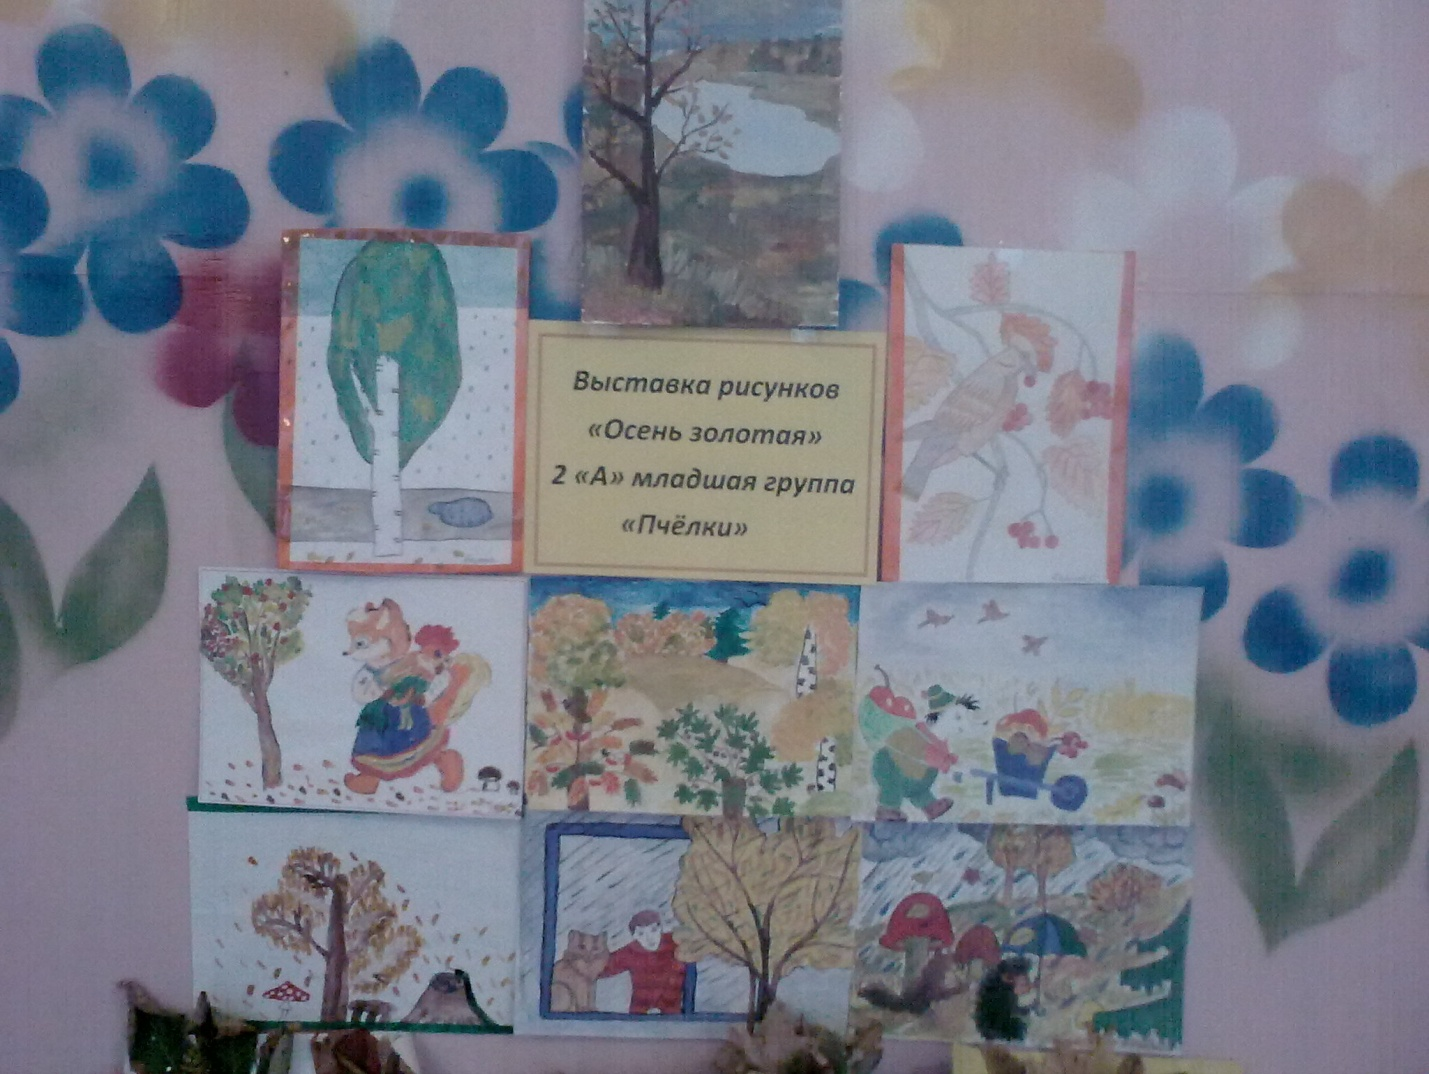 Выставка рисунков
«Осень золотая»
2 «А» младшая группа
«Пчёлки»